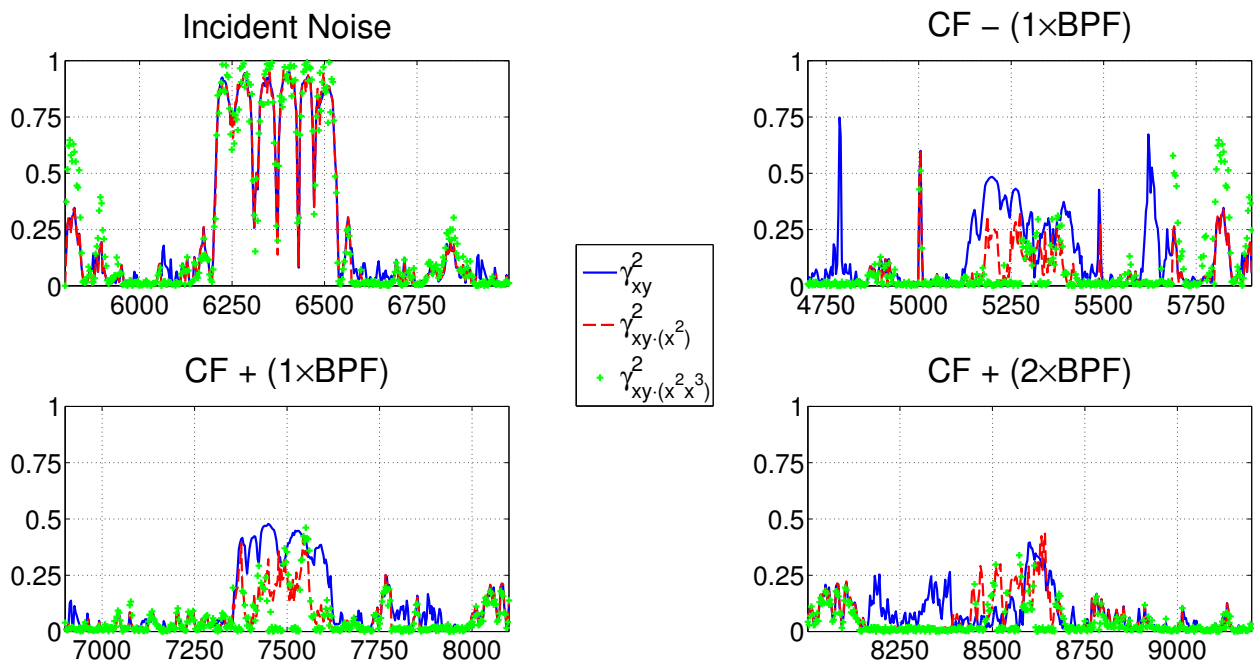 Incident Noise
1
0.75
0.5
0.25
0
6000 6250 6500 6750
CF − (1×BPF)
1
0.75
0.5
0.25
0
4750 5000 5250 5500 5750
γ²xy
γ²xy·(x²)
γ²xy·(x²x³)
CF + (1×BPF)
1
0.75
0.5
0.25
0
7000 7250 7500 7750 8000
CF + (2×BPF)
1
0.75
0.5
0.25
0
8250 8500 8750 9000